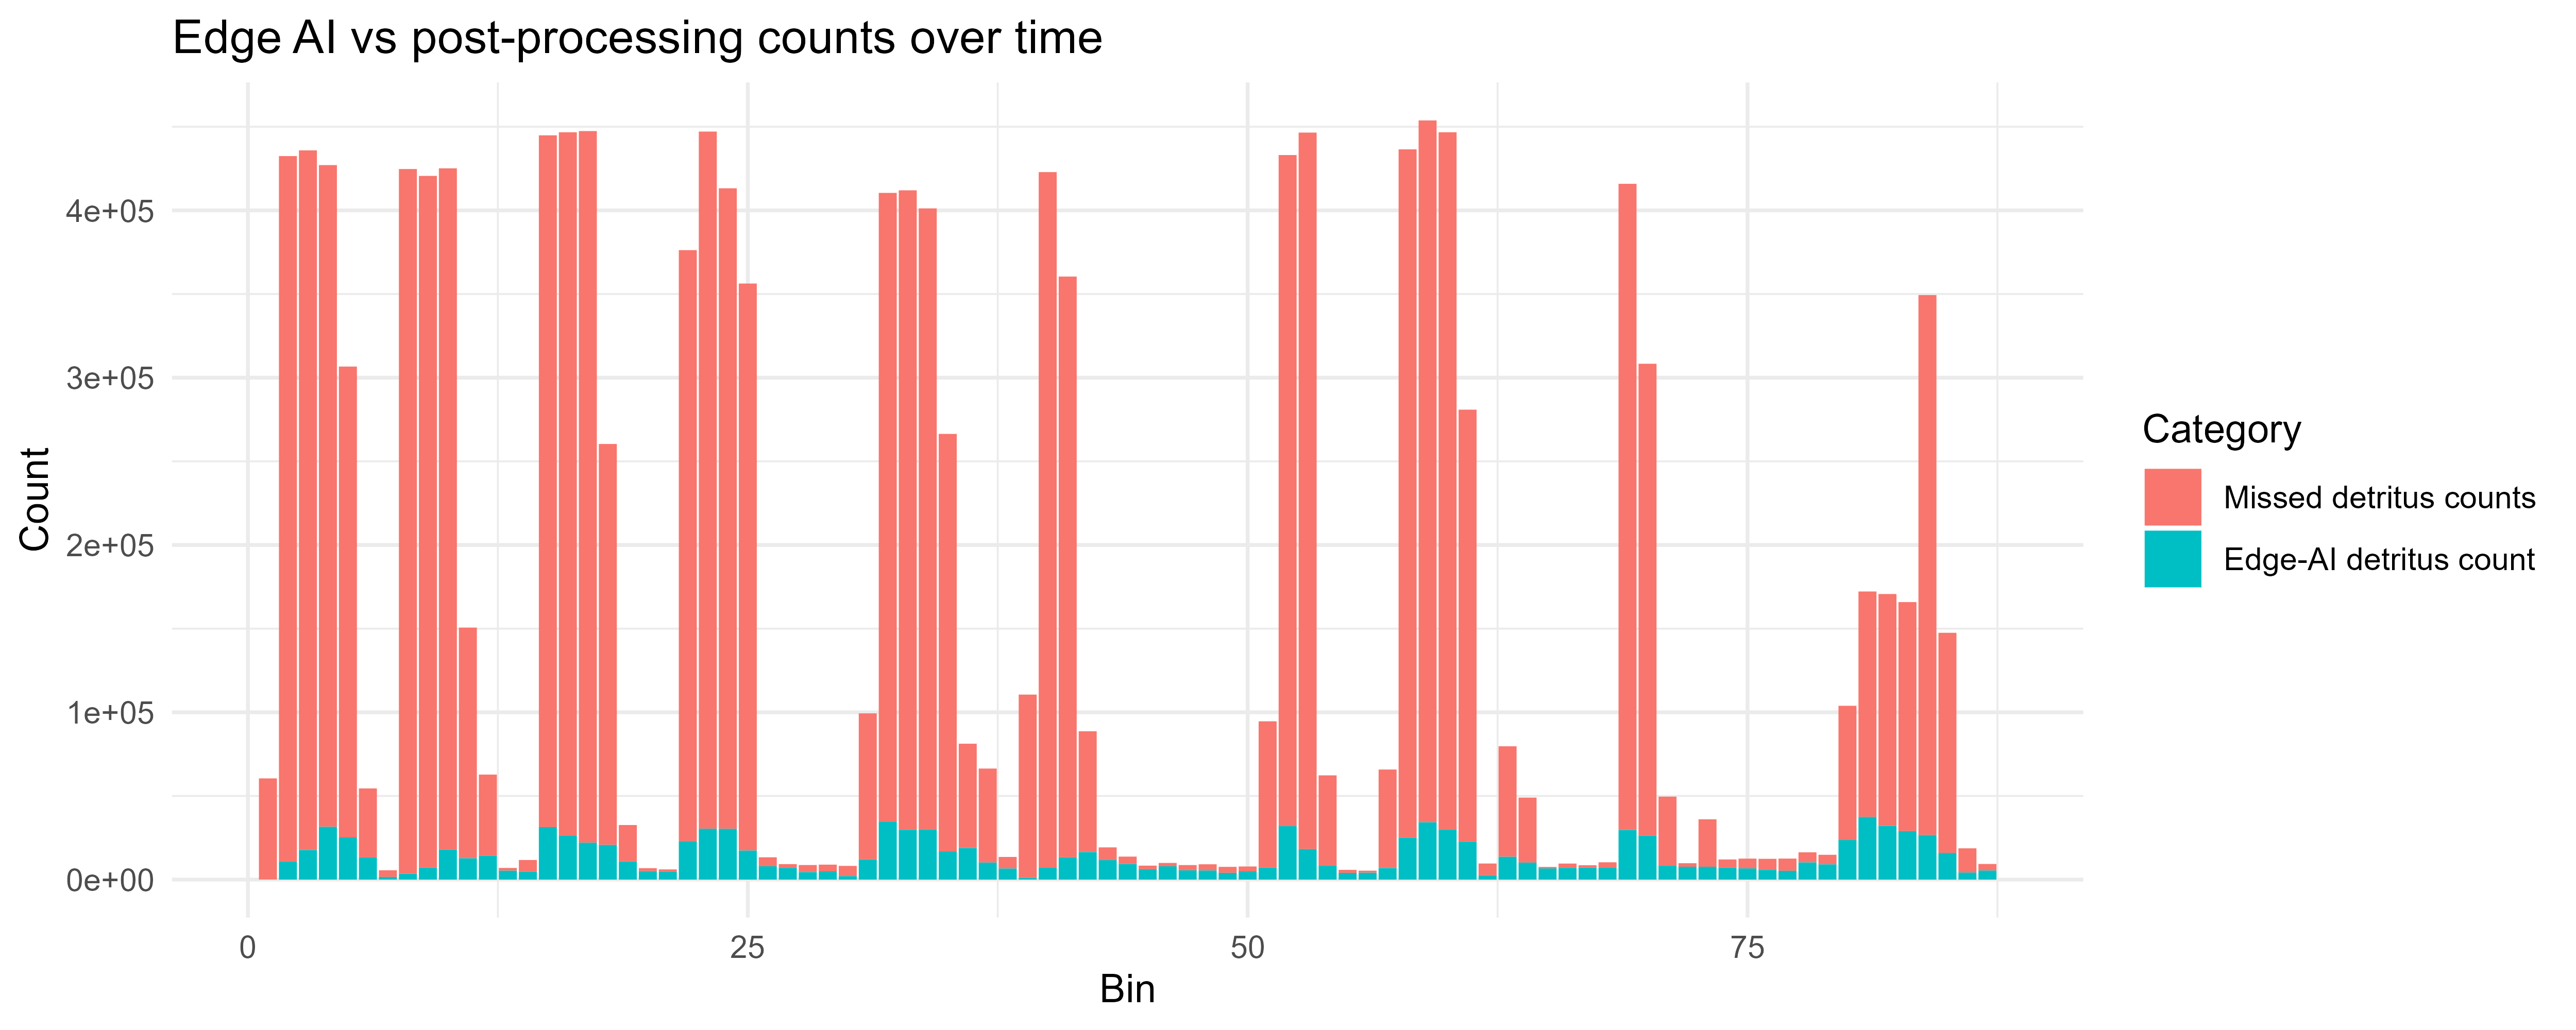 Edge AI vs post-processing counts over time
Count
4e+05
3e+05
2e+05
1e+05
0e+00
0
25
50
75
Bin
Category
Missed detritus counts
Edge-AI detritus count